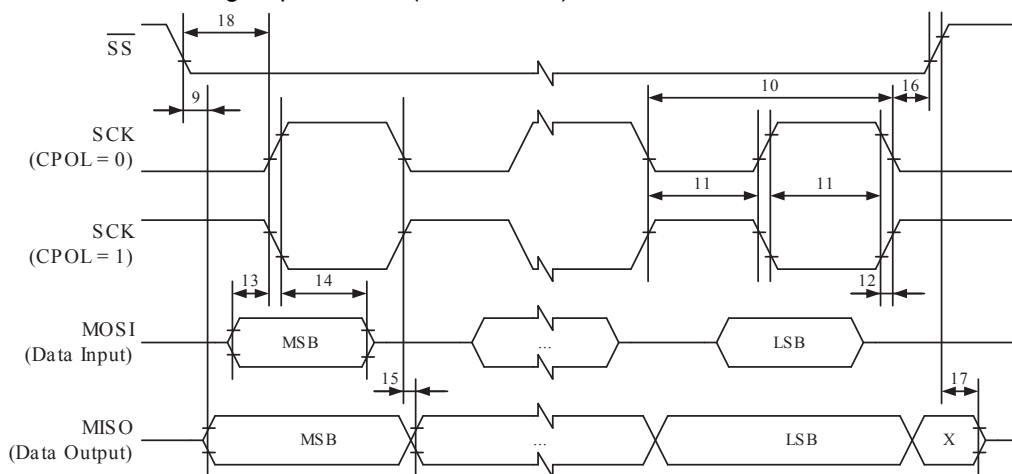 18
SS
9
10
16
SCK
(CPOL = 0)
11
11
SCK
(CPOL = 1)
13
14
12
MOSI
(Data Input)
MSB
...
LSB
15
17
MISO
(Data Output)
MSB
...
LSB
X